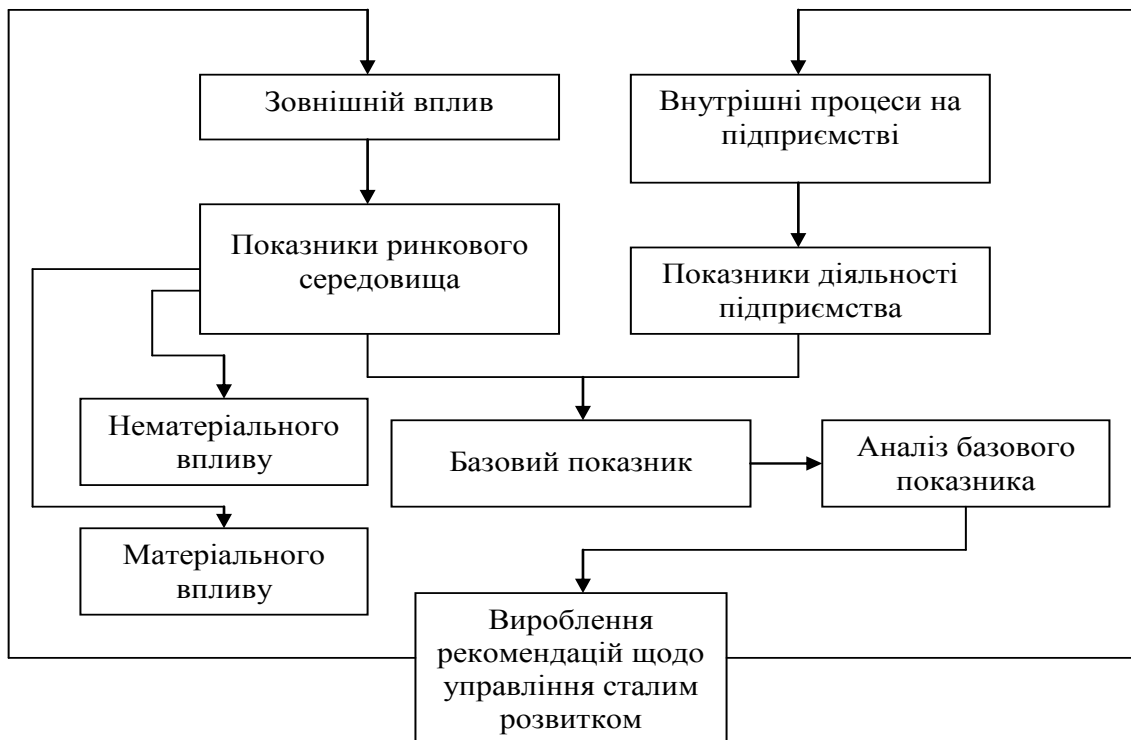 Зовнішній вплив
Внутрішні процеси на
підприємстві
Показники ринкового
середовища
Показники діяльності
підприємства
Нематеріального
впливу
Базовий показник
Аналіз базового
показника
Матеріального
впливу
Вироблення
рекомендацій щодо
управління сталим
розвитком